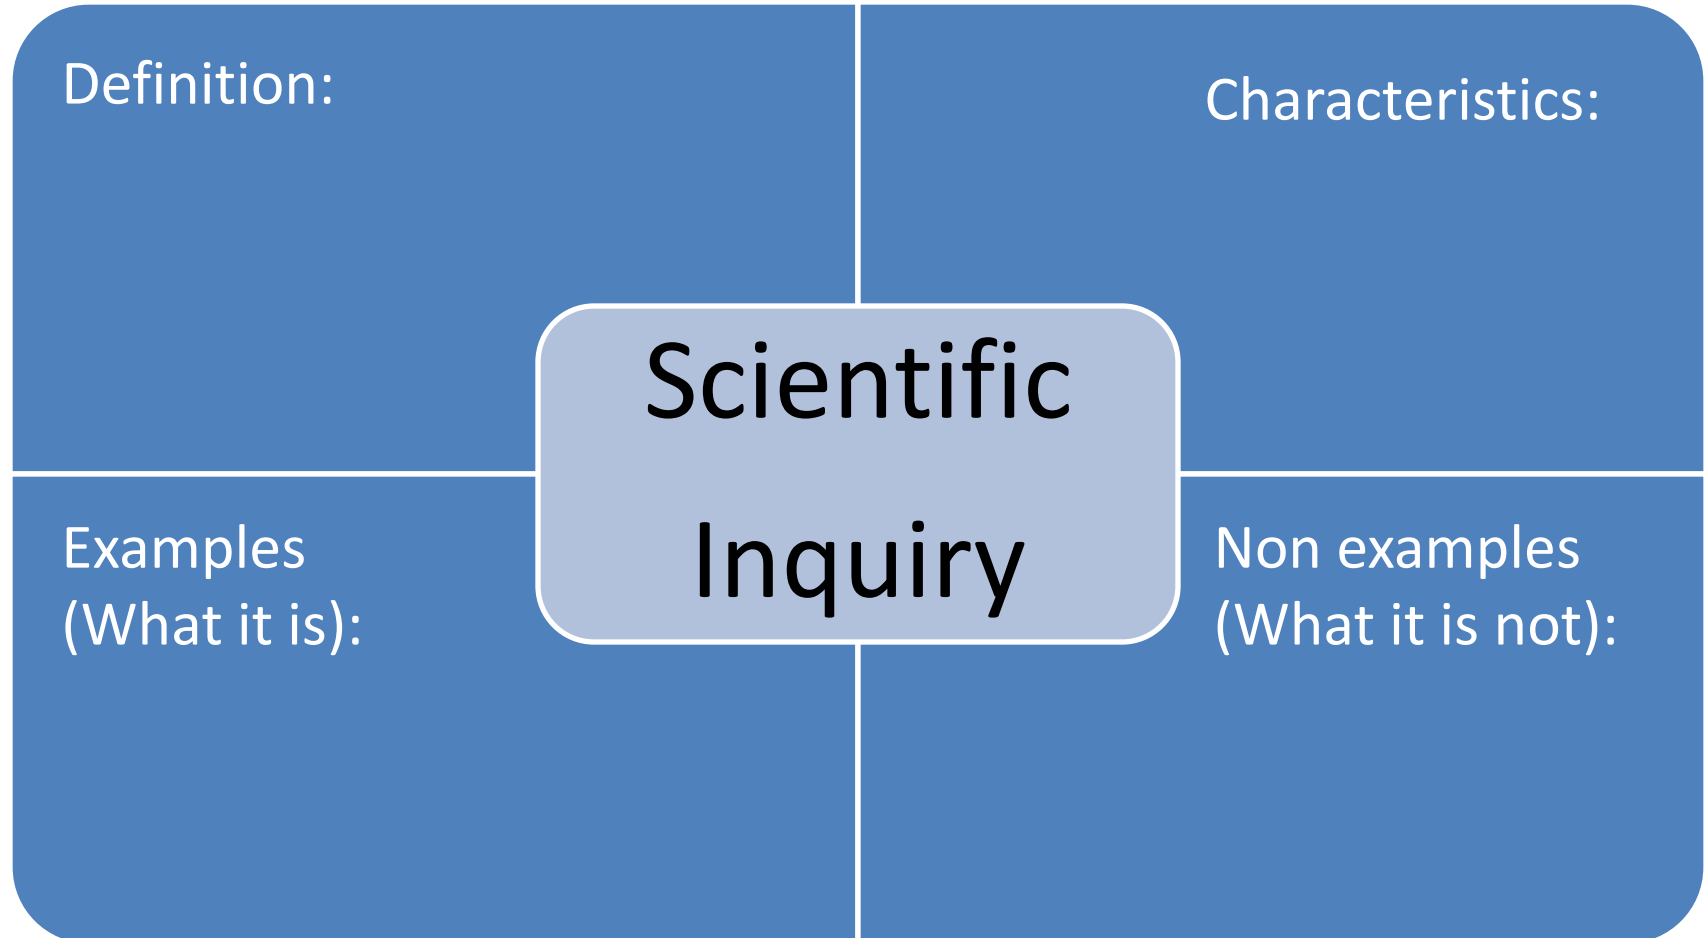 Definition:
Characteristics:
Scientific
Inquiry
Examples
(What it is):
Non examples
(What it is not):